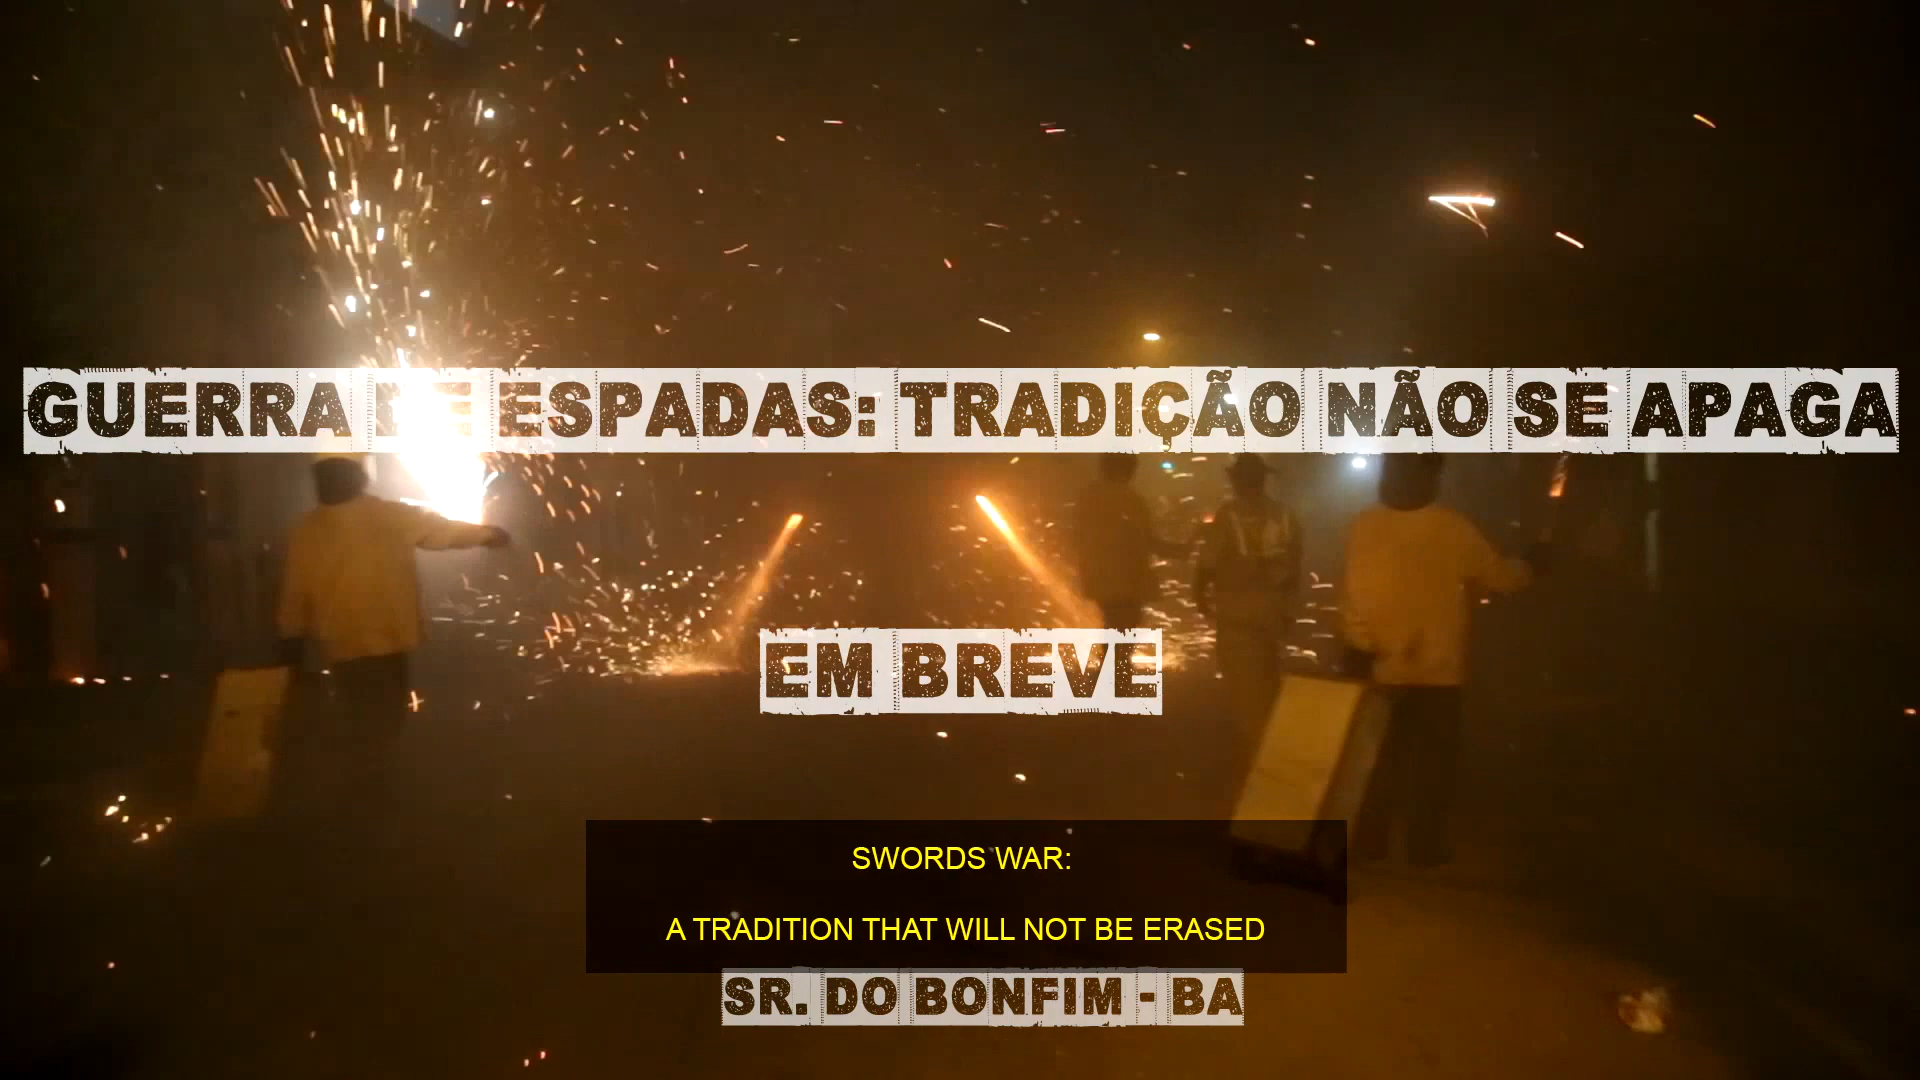 GUERRA DE ESPADAS: TRADIÇÃO NÃO SE APAGA
EM BREVE
SWORDS WAR:
A TRADITION THAT WILL NOT BE ERASED
SR. DO BONFIM - BA